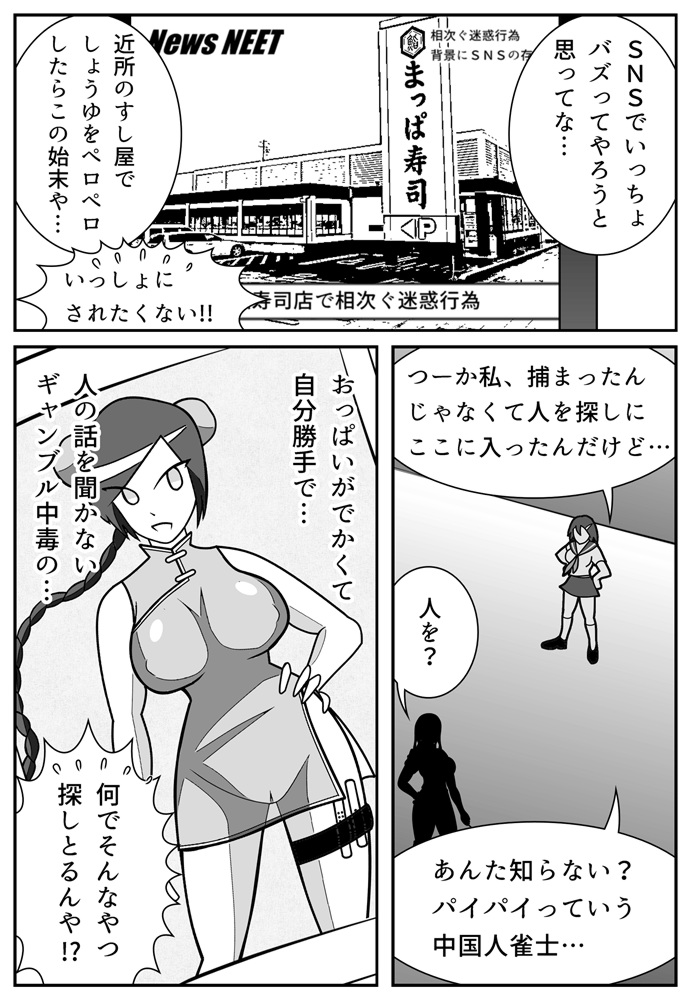 SNSでいっちょ
バズってやろうと
思ってな…
News NEET
相次ぐ迷惑行為
背景にSNSの存
鮨
まっぱ寿司
◁P
寿司店で相次ぐ迷惑行為
近所のすし屋で
しょうゆをペロペロ
したらこの始末や…
いっしょに
されたくない!!
つーか私、捕まったん
じゃなくて人を探しに
ここに入ったんだけど…
人を？
あんた知らない？
パイパイっていう
中国人雀士…
おっぱいがでかくて
自分勝手で…
人の話を聞かない
ギャンブル中毒の…
何でそんなやつ
探しとるんや!?